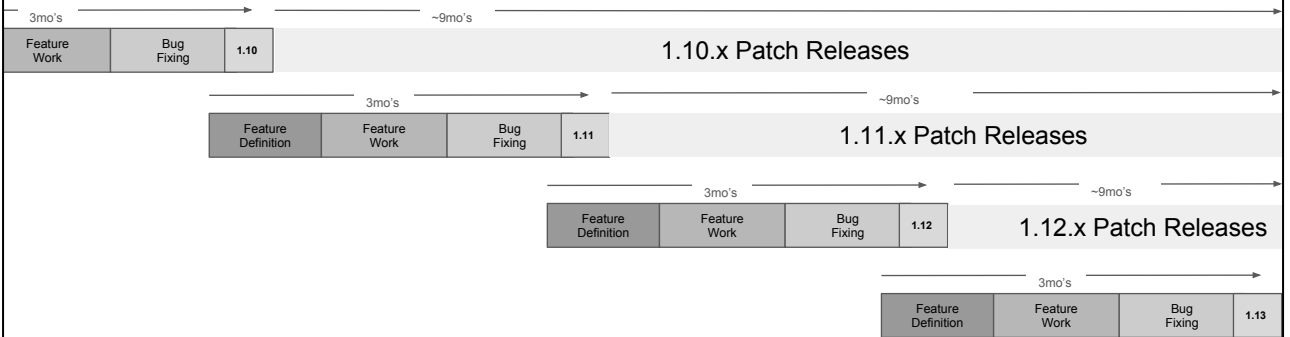 3mo's
~9mo's
Feature
Work
Bug
Fixing
1.10
1.10.x Patch Releases
3mo's
~9mo's
Feature
Definition
Feature
Work
Bug
Fixing
1.11
1.11.x Patch Releases
3mo's
~9mo's
Feature
Definition
Feature
Work
Bug
Fixing
1.12
1.12.x Patch Releases
3mo's
Feature
Definition
Feature
Work
Bug
Fixing
1.13